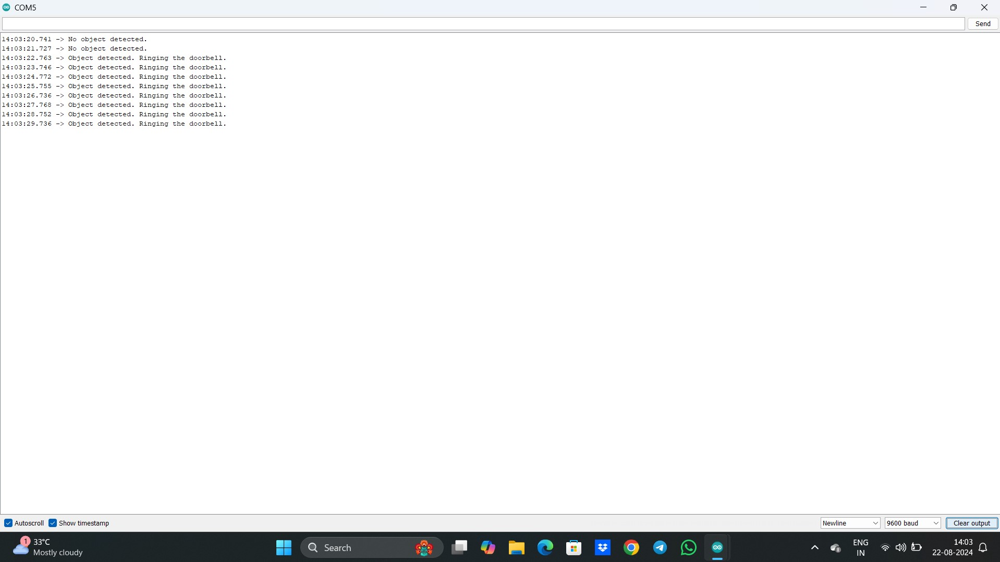 COM5
Send
14:03:20.741 -> No object detected.
14:03:21.727 -> No object detected.
14:03:22.763 -> Object detected. Ringing the doorbell.
14:03:23.746 -> Object detected. Ringing the doorbell.
14:03:24.772 -> Object detected. Ringing the doorbell.
14:03:25.755 -> Object detected. Ringing the doorbell.
14:03:26.736 -> Object detected. Ringing the doorbell.
14:03:27.768 -> Object detected. Ringing the doorbell.
14:03:28.752 -> Object detected. Ringing the doorbell.
14:03:29.736 -> Object detected. Ringing the doorbell.
Autoscroll Show timestamp Newline 9600 baud Clear output
1 33°C
Mostly cloudy
Search
ENG
IN
14:03
22-08-2024